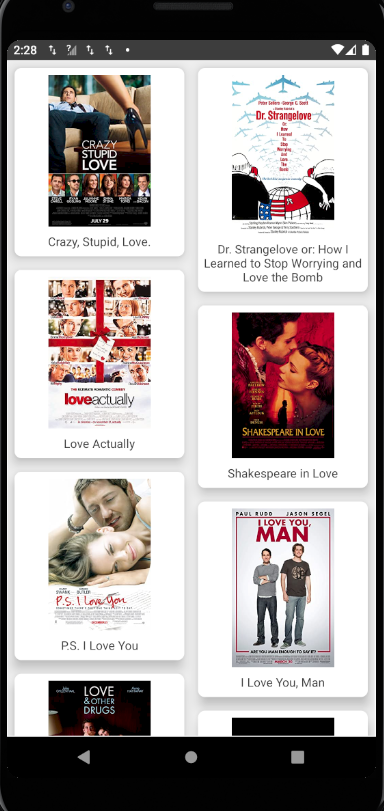 2:28
CRAZY
STUPID
LOVE
JULY 29
Crazy, Stupid, Love.
Peter Sellers · George C. Scott
Dr. Strangelove
Or:
How
I
Learned
To
Stop
Worrying
And
Love
The
Bomb
Dr. Strangelove or: How I
Learned to Stop Worrying and
Love the Bomb
THE ULTIMATE ROMANTIC COMEDY
love actually
Love Actually
SHAKESPEARE IN LOVE
Shakespeare in Love
SWANK
BUTLER
P.S. I Love You
P.S. I Love You
PAUL RUDD JASON SEGEL
I LOVE YOU,
MAN
ARE YOU MAN ENOUGH TO SAY IT?
I Love You, Man
LOVE
& OTHER
DRUGS